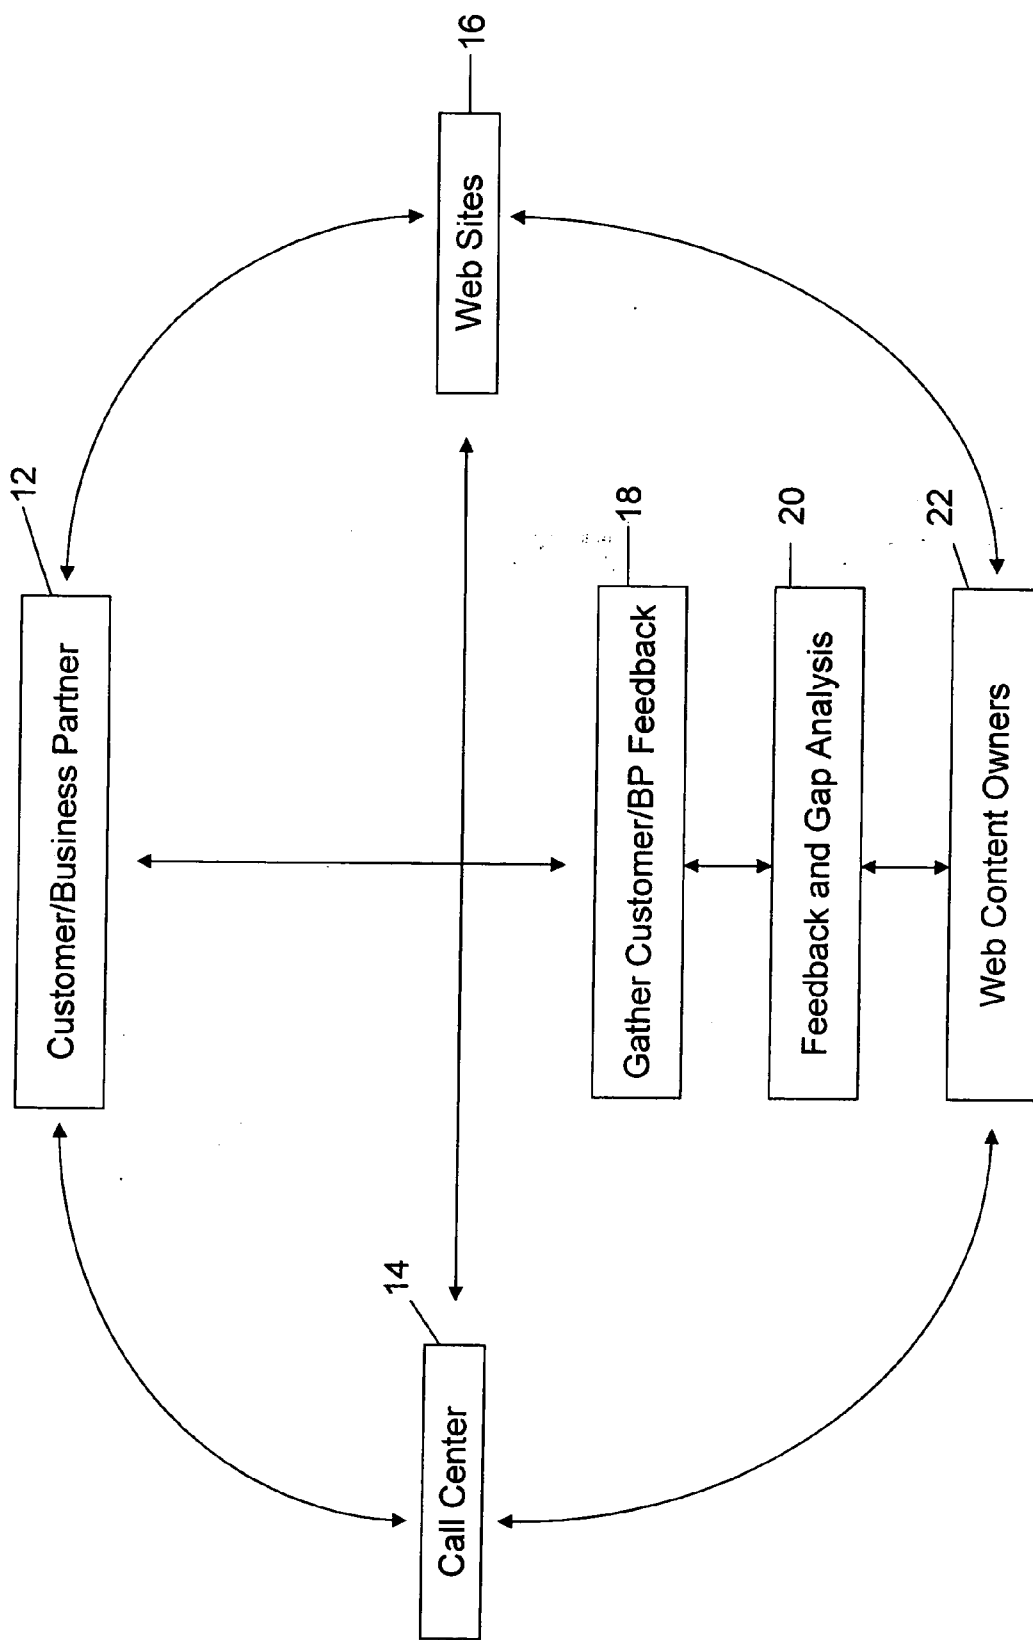 12
Customer/Business Partner
14
Call Center
16
Web Sites
18
Gather Customer/BP Feedback
20
Feedback and Gap Analysis
22
Web Content Owners